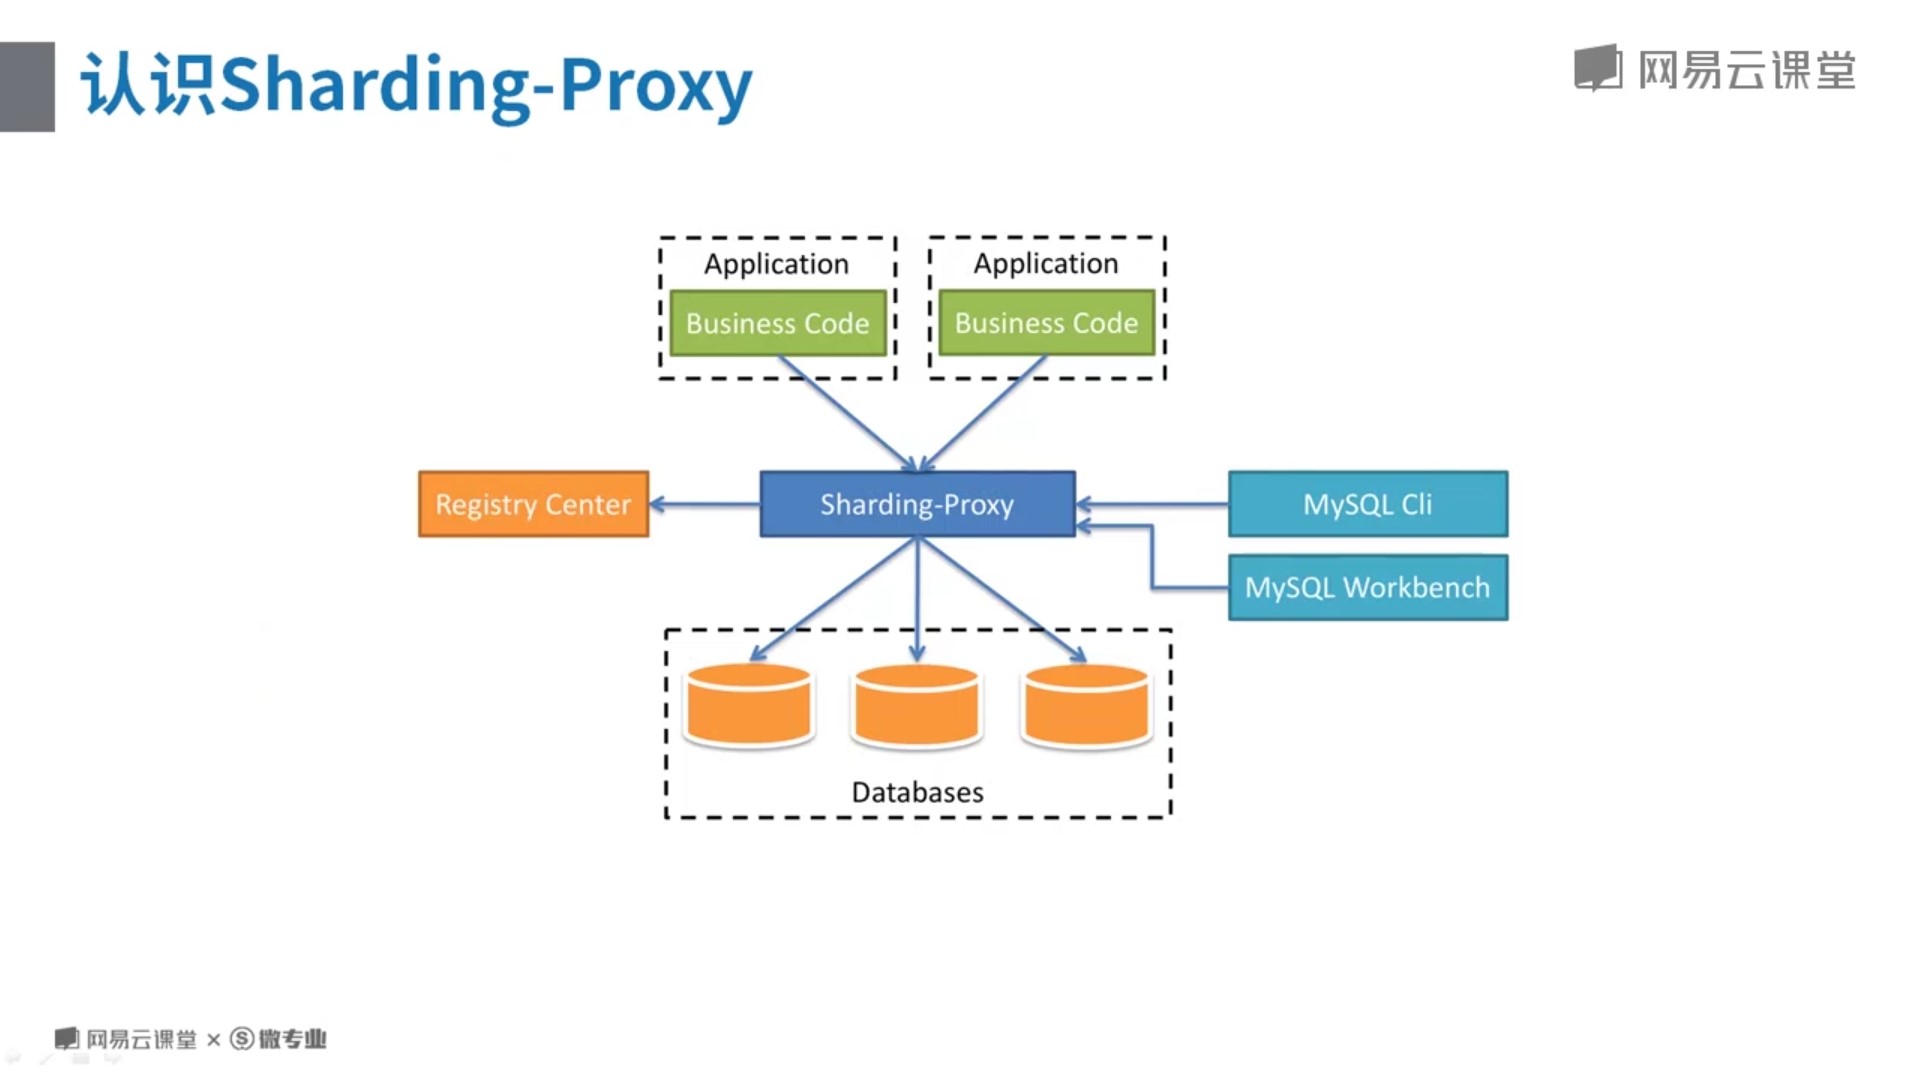 认识Sharding-Proxy
网易云课堂
Application
Application
Business Code
Business Code
Registry Center
Sharding-Proxy
MySQL Cli
MySQL Workbench
Databases
网易云课堂 × Ⓢ微专业